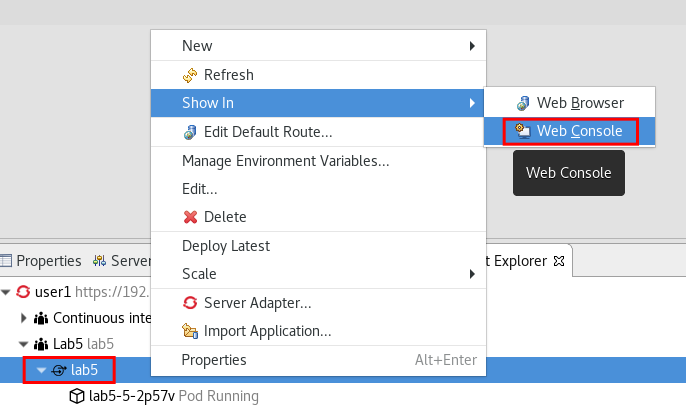 New
Refresh
Show In
Web Browser
Web Console
Edit Default Route...
Manage Environment Variables...
Web Console
Edit...
Delete
Deploy Latest
Scale
Server Adapter...
Import Application...
Properties Alt+Enter
Properties Server
t Explorer
user1 https://192.
Continuous inte
Lab5 lab5
lab5
lab5-5-2p57v Pod Running